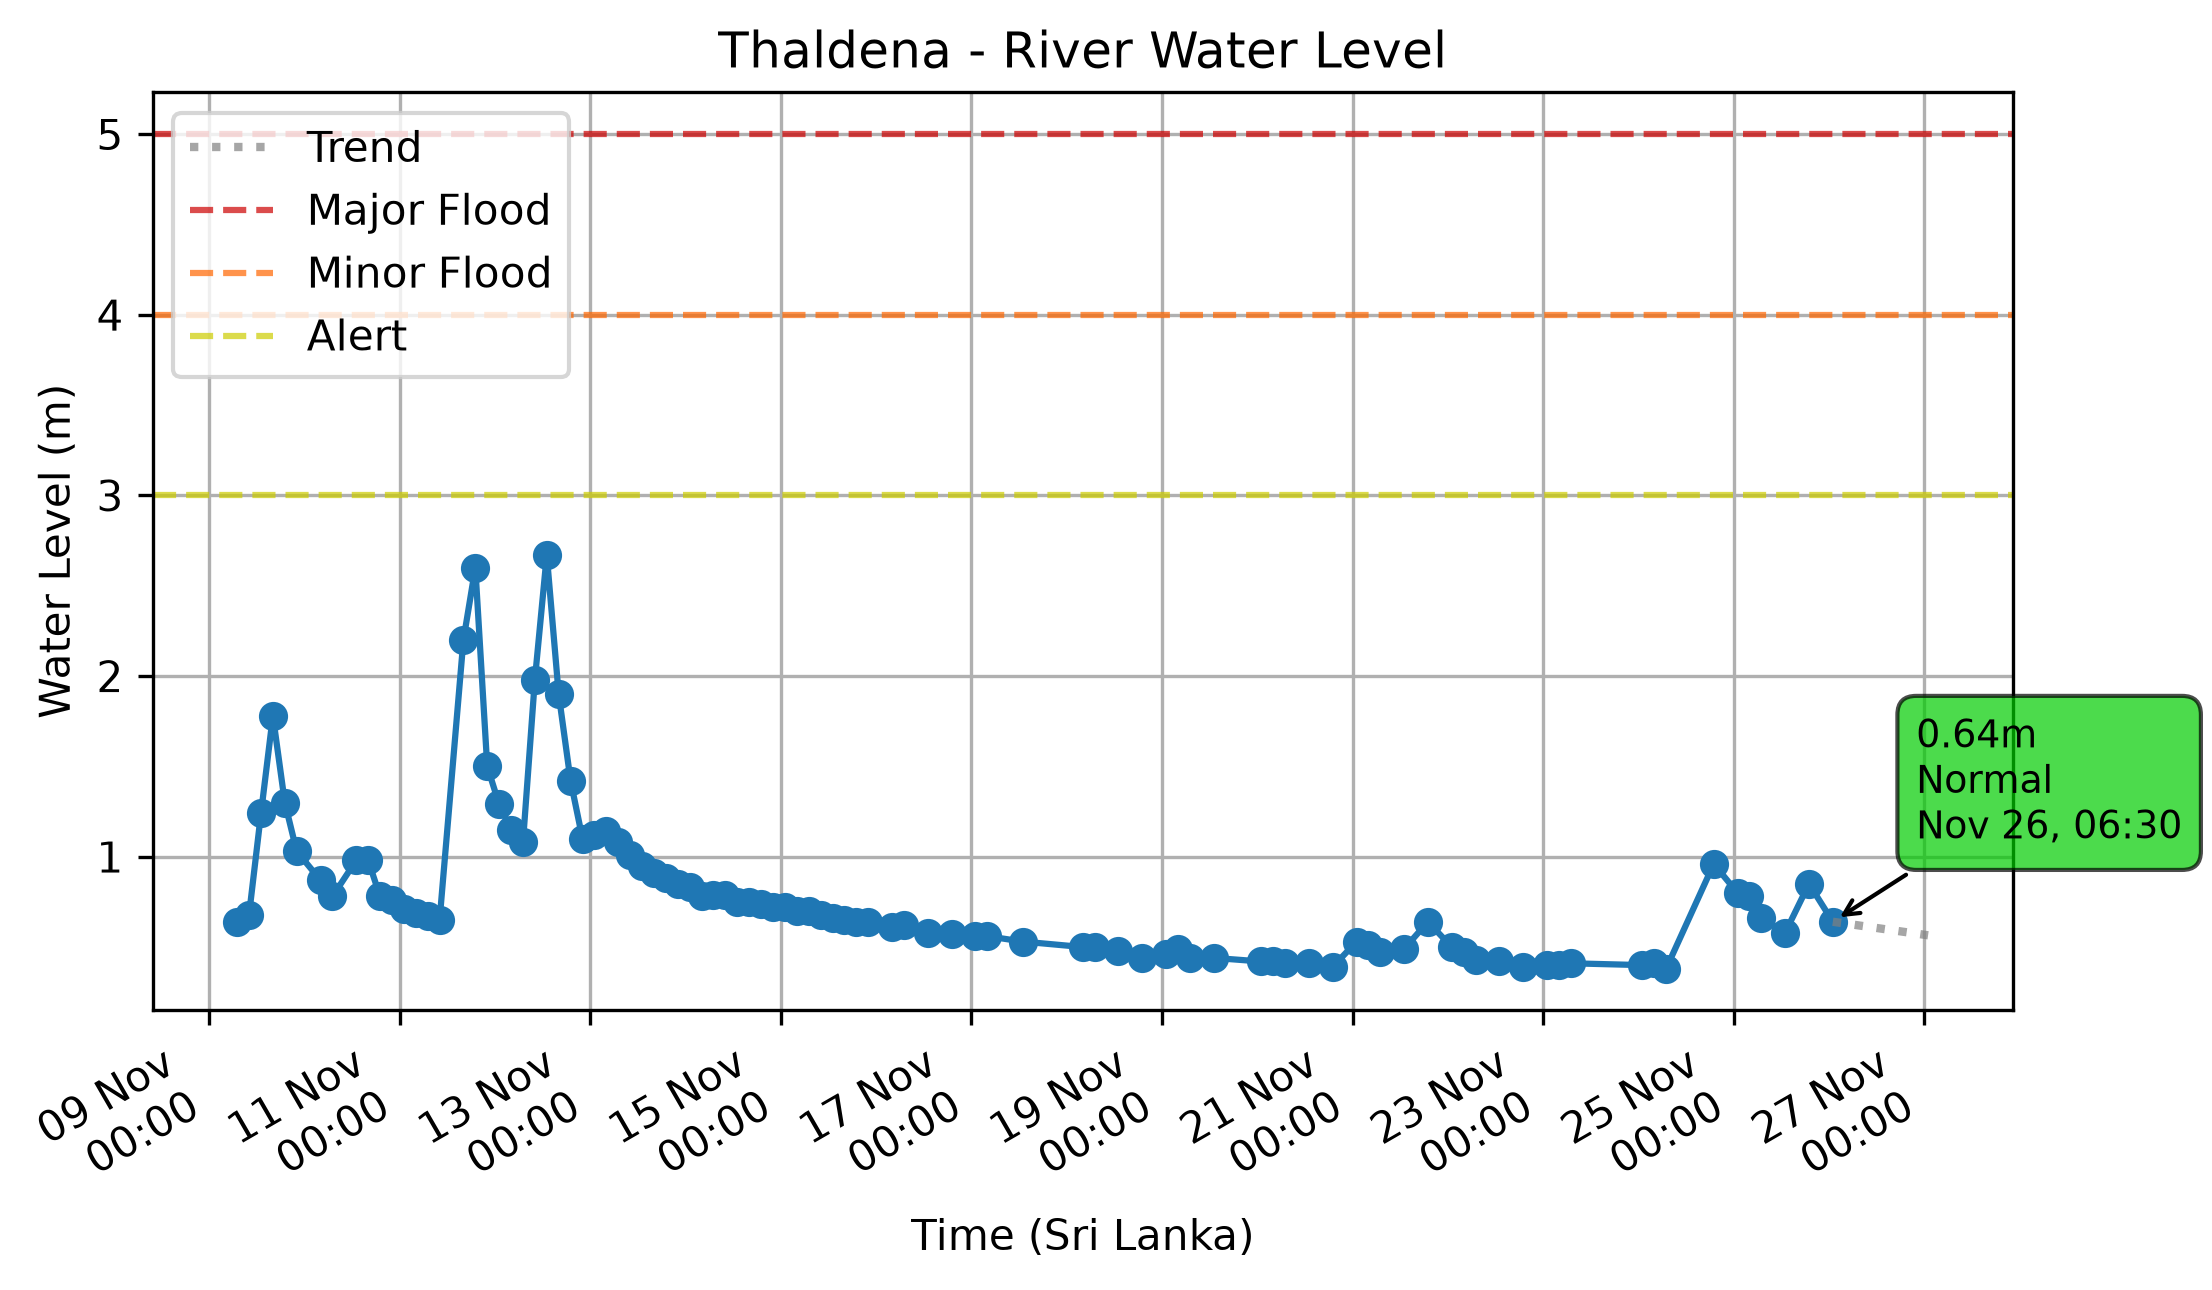 Thaldena - River Water Level
Trend
Major Flood
Minor Flood
Alert
Water Level (m)
5
4
3
2
1
0.64m
Normal
Nov 26, 06:30
09 Nov
00:00
11 Nov
00:00
13 Nov
00:00
15 Nov
00:00
17 Nov
00:00
19 Nov
00:00
21 Nov
00:00
23 Nov
00:00
25 Nov
00:00
27 Nov
00:00
Time (Sri Lanka)